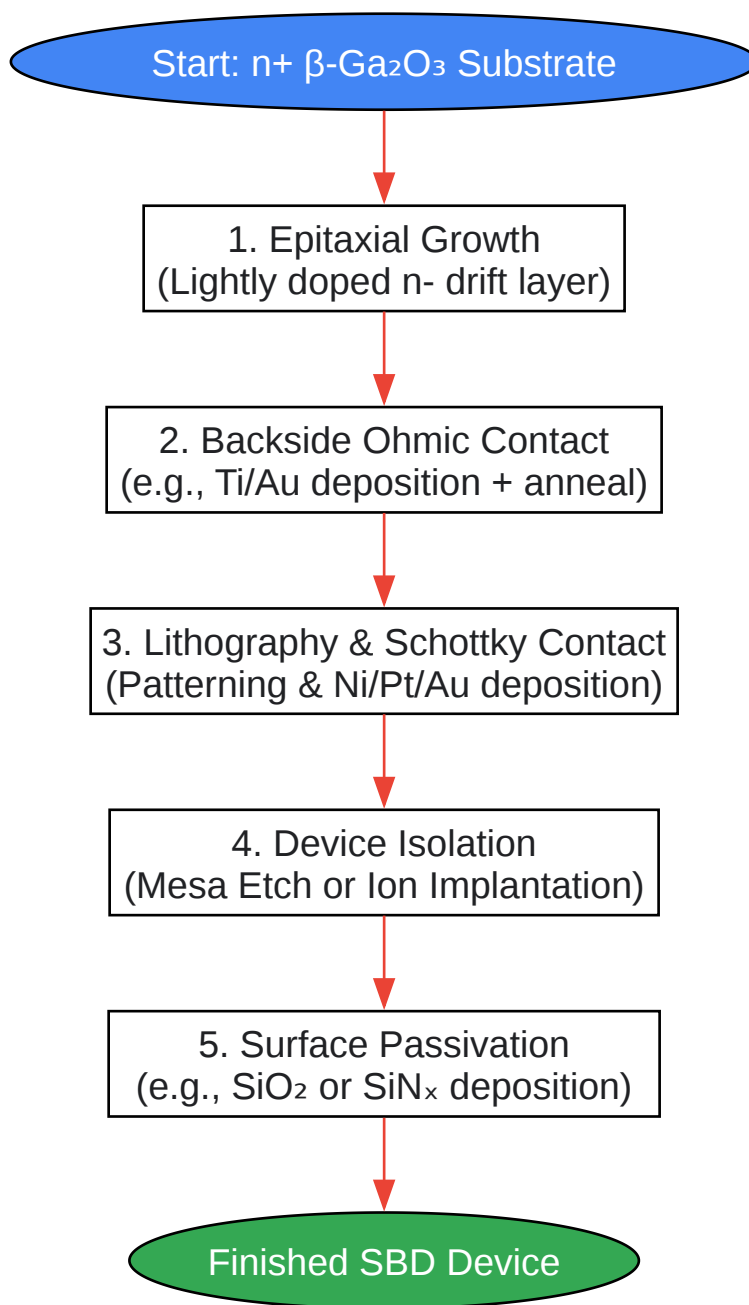 Start: n+ β-Ga₂O₃ Substrate
1. Epitaxial Growth
(Lightly doped n- drift layer)
2. Backside Ohmic Contact
(e.g., Ti/Au deposition + anneal)
3. Lithography & Schottky Contact
(Patterning & Ni/Pt/Au deposition)
4. Device Isolation
(Mesa Etch or Ion Implantation)
5. Surface Passivation
(e.g., SiO₂ or SiNₓ deposition)
Finished SBD Device